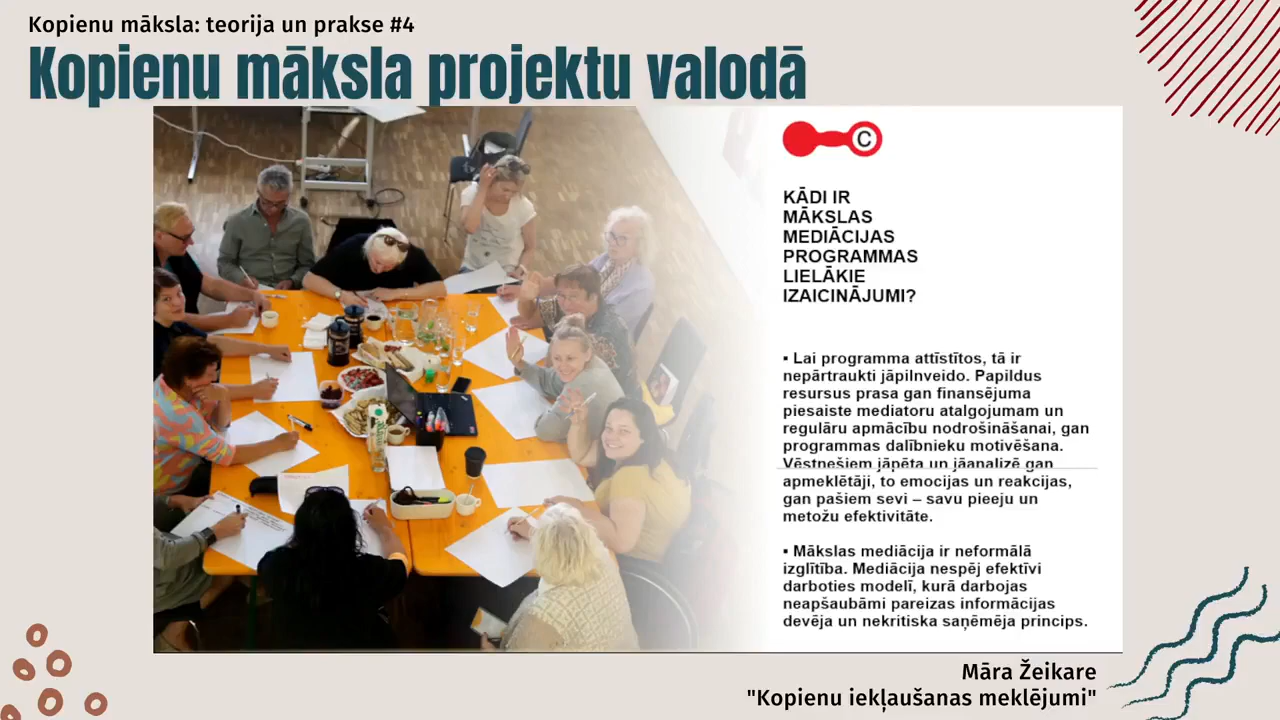 Kopienu māksla: teorija un prakse #4
Kopienu māksla projektu valodā
C
KĀDI IR
MĀKSLAS
MEDIĀCIJAS
PROGRAMMAS
LIELĀKIE
IZAICINĀJUMI?
▪ Lai programma attīstītos, tā ir
nepārtraukti jāpilnveido. Papildus
resursus prasa gan finansējuma
piesaiste mediatoru atalgojumam un
regulāru apmācību nodrošināšanai, gan
programmas dalībnieku motivēšana.
Vēstnešiem jāpēta un jāanalizē gan
apmeklētāji, to emocijas un reakcijas,
gan pašiem sevi – savu pieeju un
metožu efektivitāte.
▪ Mākslas mediācija ir neformālā
izglītība. Mediācija nespēj efektīvi
darboties modelī, kurā darbojas
neapšaubāmi pareizas informācijas
devēja un nekritiska saņēmēja princips.
Māra Žeikare
"Kopienu iekļaušanas meklējumi"